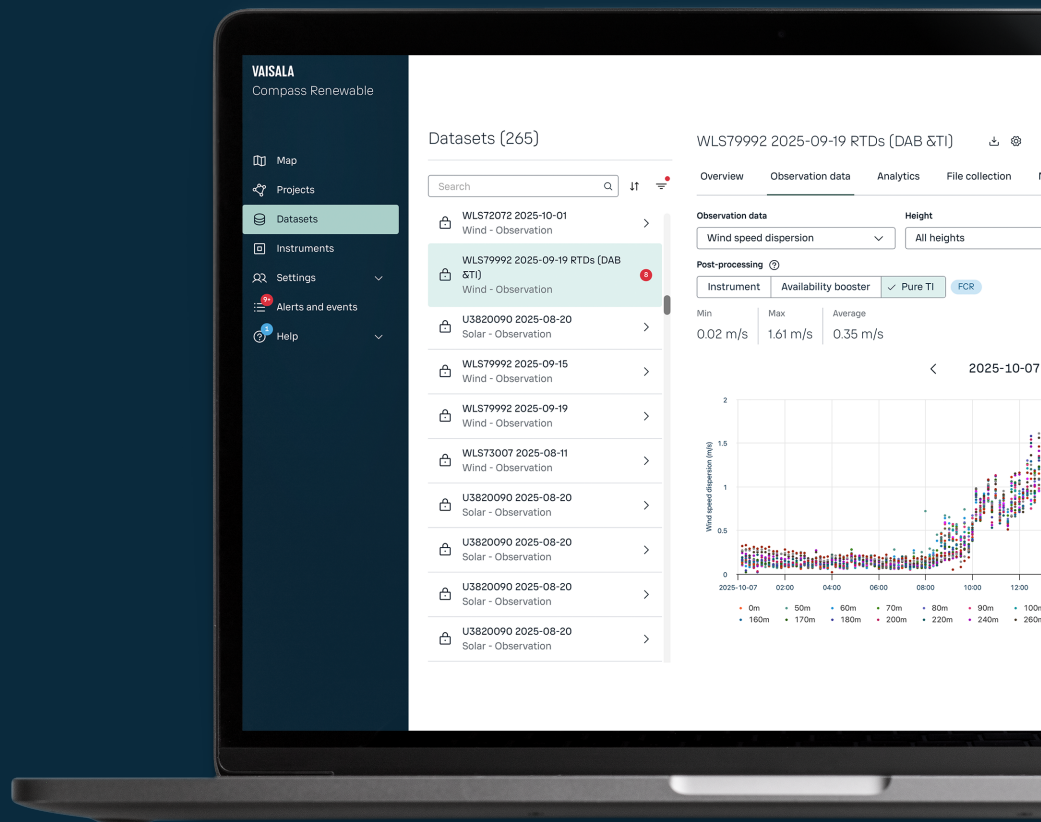 VAISALA
Compass Renewable
Map
Projects
Datasets
Instruments
Settings
9+
Alerts and events
1
Help
Datasets (265)
Search
WLS72072 2025-10-01
Wind - Observation
WLS79992 2025-09-19 RTDs (DAB
&TI)
Wind - Observation
8
U3820090 2025-08-20
Solar - Observation
WLS79992 2025-09-15
Wind - Observation
WLS79992 2025-09-19
Wind - Observation
WLS73007 2025-08-11
Wind - Observation
U3820090 2025-08-20
Solar - Observation
U3820090 2025-08-20
Solar - Observation
U3820090 2025-08-20
Solar - Observation
U3820090 2025-08-20
Solar - Observation
WLS79992 2025-09-19 RTDs (DAB &TI)
Overview Observation data Analytics File collection
Observation data Height
Wind speed dispersion All heights
Post-processing ?
Instrument Availability booster Pure TI FCR
Min Max Average
0.02 m/s 1.61 m/s 0.35 m/s
2025-10-07
Wind speed dispersion (m/s)
2
1.5
1
0.5
0
2025-10-07 02:00 04:00 06:00 08:00 10:00 12:00
0m 50m 60m 70m 80m 90m 100m
160m 170m 180m 200m 220m 240m 260m